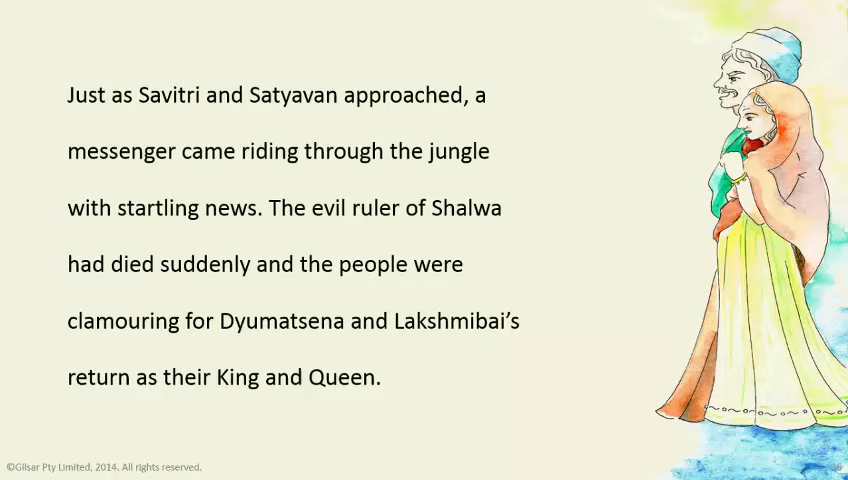 Just as Savitri and Satyavan approached, a
messenger came riding through the jungle
with startling news. The evil ruler of Shalwa
had died suddenly and the people were
clamouring for Dyumatsena and Lakshmibai’s
return as their King and Queen.
©Gilsar Pty Limited, 2014. All rights reserved.